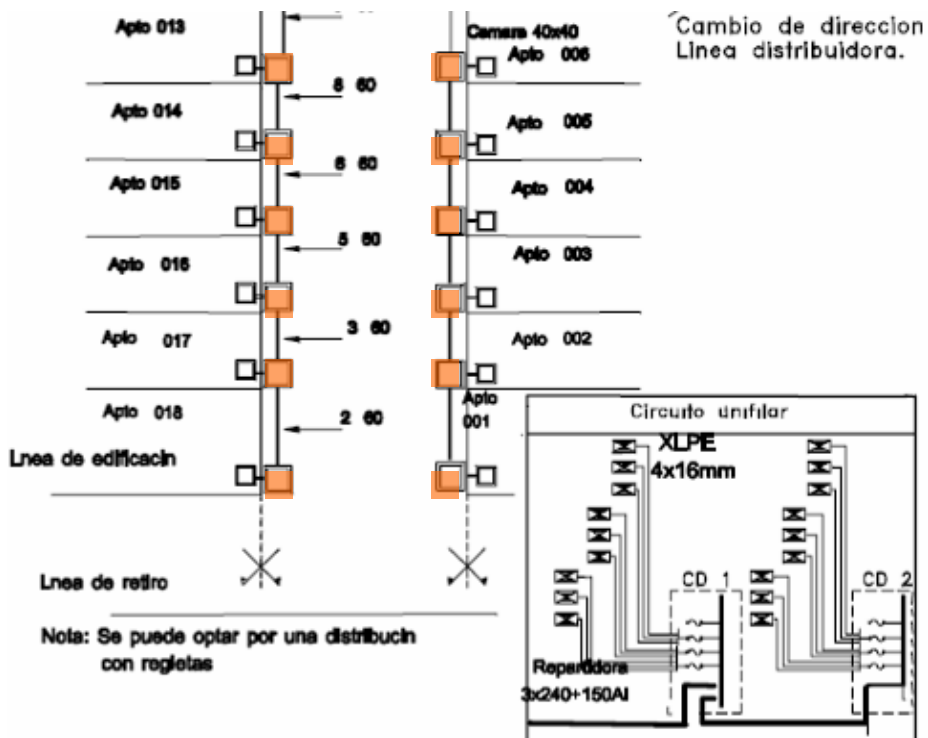 Apto 013
Camara 40x40
Apto 006
Cambio de direccion
Linea distribuidora.
8 60
Apto 014
Apto 005
6 60
Apto 015
Apto 004
5 60
Apto 016
Apto 003
3 60
Aplo 017
Apto 002
2 60
Apto 018
Apto
001
Lnea de edificacin
Circuito unifilar
XLPE
4x16mm
CD 1
CD 2
Lnea de retiro
Nota: Se puede optar por una distribucin
con regletas
Repartidora
3x240+150Al